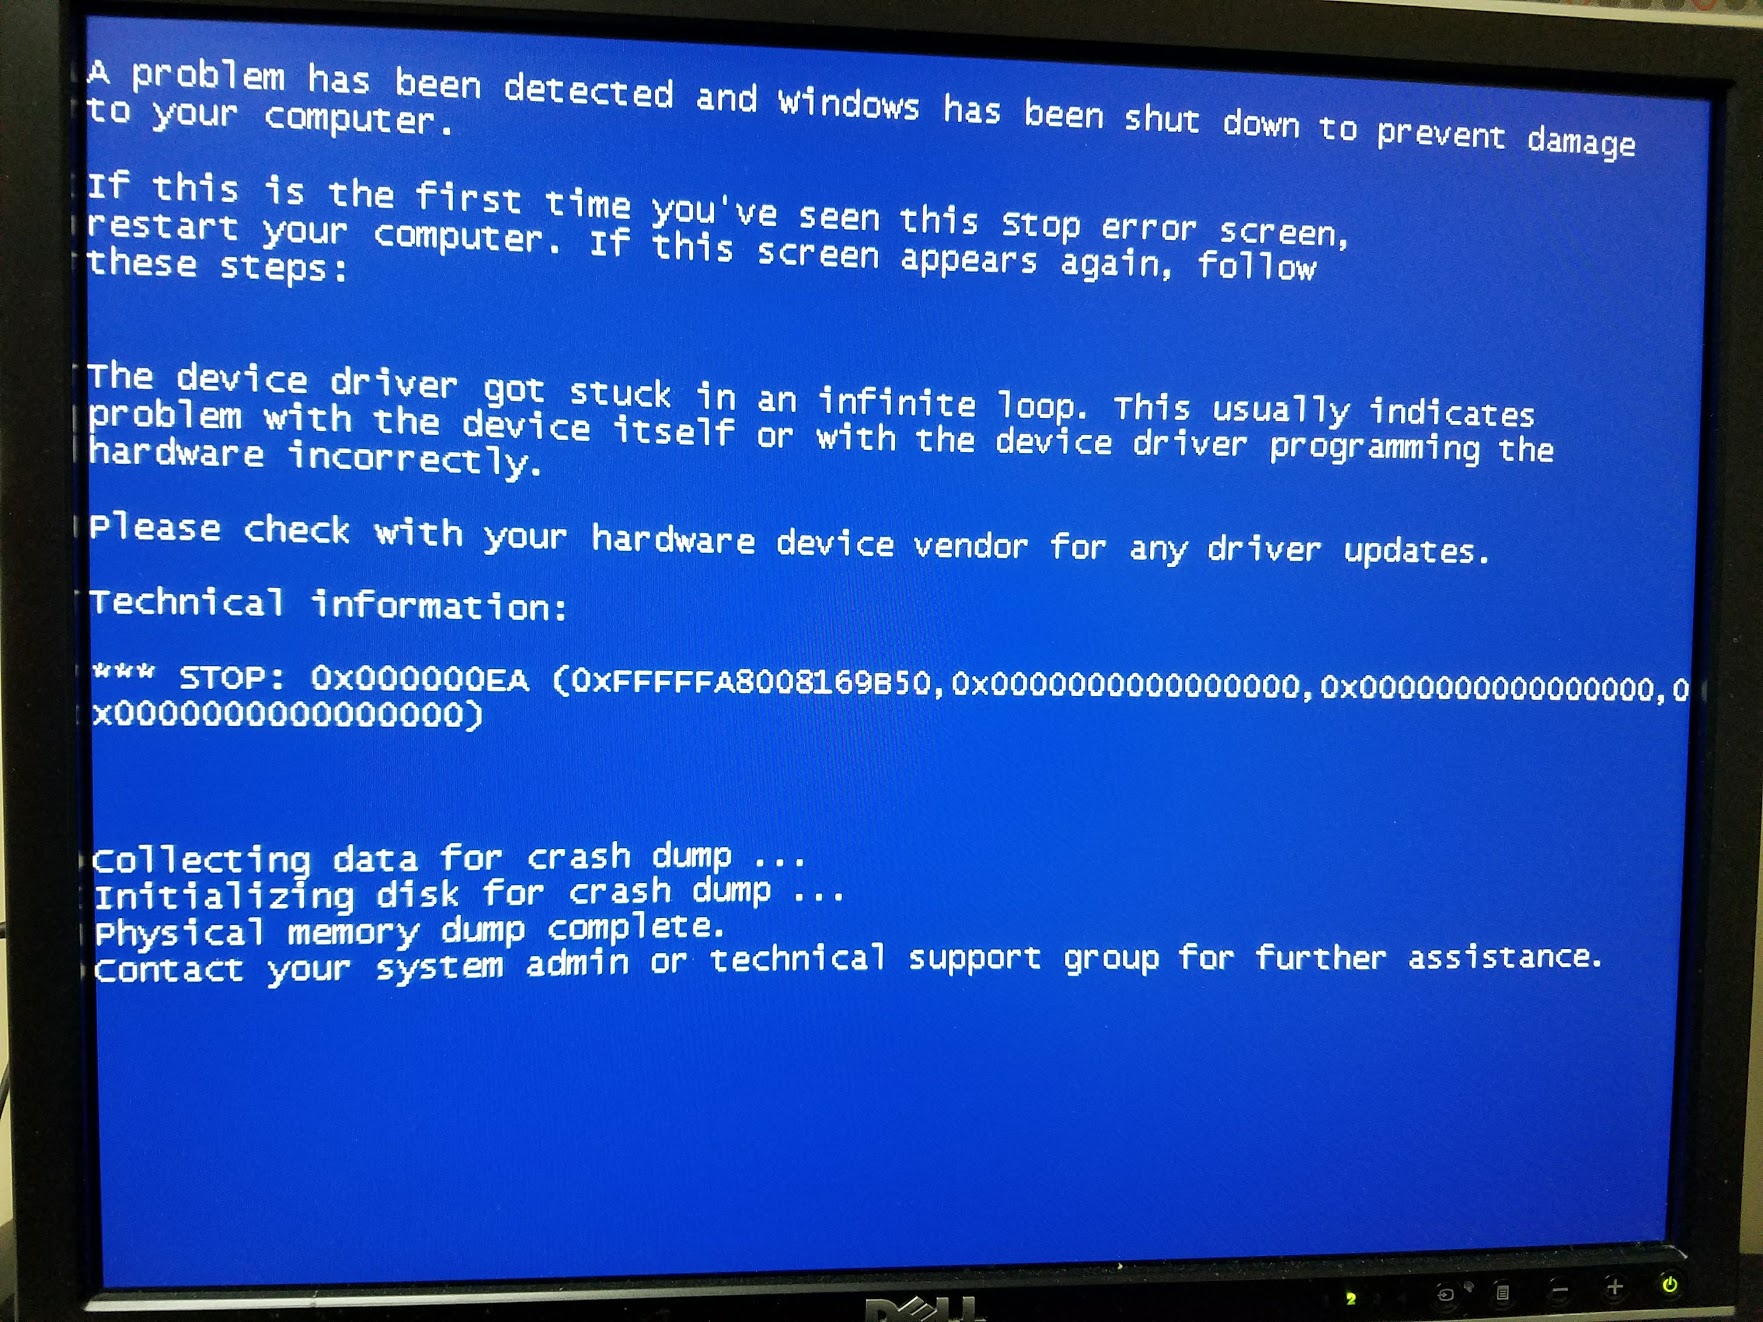 A problem has been detected and windows has been shut down to prevent damage
to your computer.
If this is the first time you've seen this Stop error screen,
restart your computer. If this screen appears again, follow
these steps:
The device driver got stuck in an infinite loop. This usually indicates
problem with the device itself or with the device driver programming the
hardware incorrectly.
Please check with your hardware device vendor for any driver updates.
Technical information:
*** STOP: 0x000000EA (0xFFFFFA8008169B50,0x0000000000000000,0x0000000000000000,0
x0000000000000000)
Collecting data for crash dump ...
Initializing disk for crash dump ...
Physical memory dump complete.
Contact your system admin or technical support group for further assistance.
DELL
2